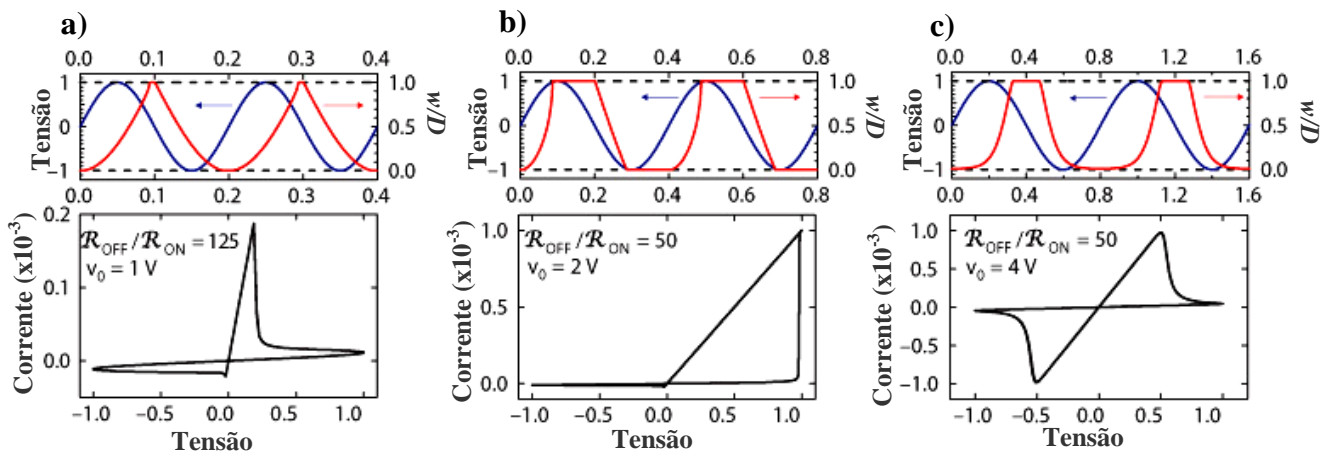 a)
0.0 0.1 0.2 0.3 0.4
Tensão
1
0
−1
1.0
0.5
0.0
w/D
0.0 0.1 0.2 0.3 0.4
Corrente (x10⁻³)
0.2
0.1
0.0
R_OFF/R_ON = 125
v₀ = 1 V
−1.0 −0.5 0.0 0.5 1.0
Tensão
b)
0.0 0.2 0.4 0.6 0.8
Tensão
1
0
−1
1.0
0.5
0.0
w/D
0.0 0.2 0.4 0.6 0.8
Corrente (x10⁻³)
1.0
0.5
0.0
R_OFF/R_ON = 50
v₀ = 2 V
−1.0 −0.5 0.0 0.5 1.0
Tensão
c)
0.0 0.4 0.8 1.2 1.6
Tensão
1
0
−1
1.0
0.5
0.0
w/D
0.0 0.4 0.8 1.2 1.6
Corrente (x10⁻³)
1.0
0.5
0.0
−0.5
−1.0
R_OFF/R_ON = 50
v₀ = 4 V
−1.0 −0.5 0.0 0.5 1.0
Tensão